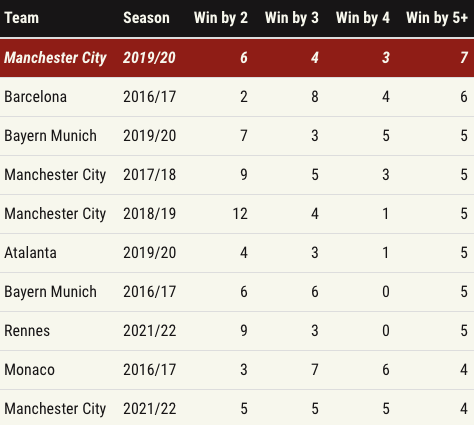 Team Season Win by 2 Win by 3 Win by 4 Win by 5+
Manchester City 2019/20 6 4 3 7
Barcelona 2016/17 2 8 4 6
Bayern Munich 2019/20 7 3 5 5
Manchester City 2017/18 9 5 3 5
Manchester City 2018/19 12 4 1 5
Atalanta 2019/20 4 3 1 5
Bayern Munich 2016/17 6 6 0 5
Rennes 2021/22 9 3 0 5
Monaco 2016/17 3 7 6 4
Manchester City 2021/22 5 5 5 4